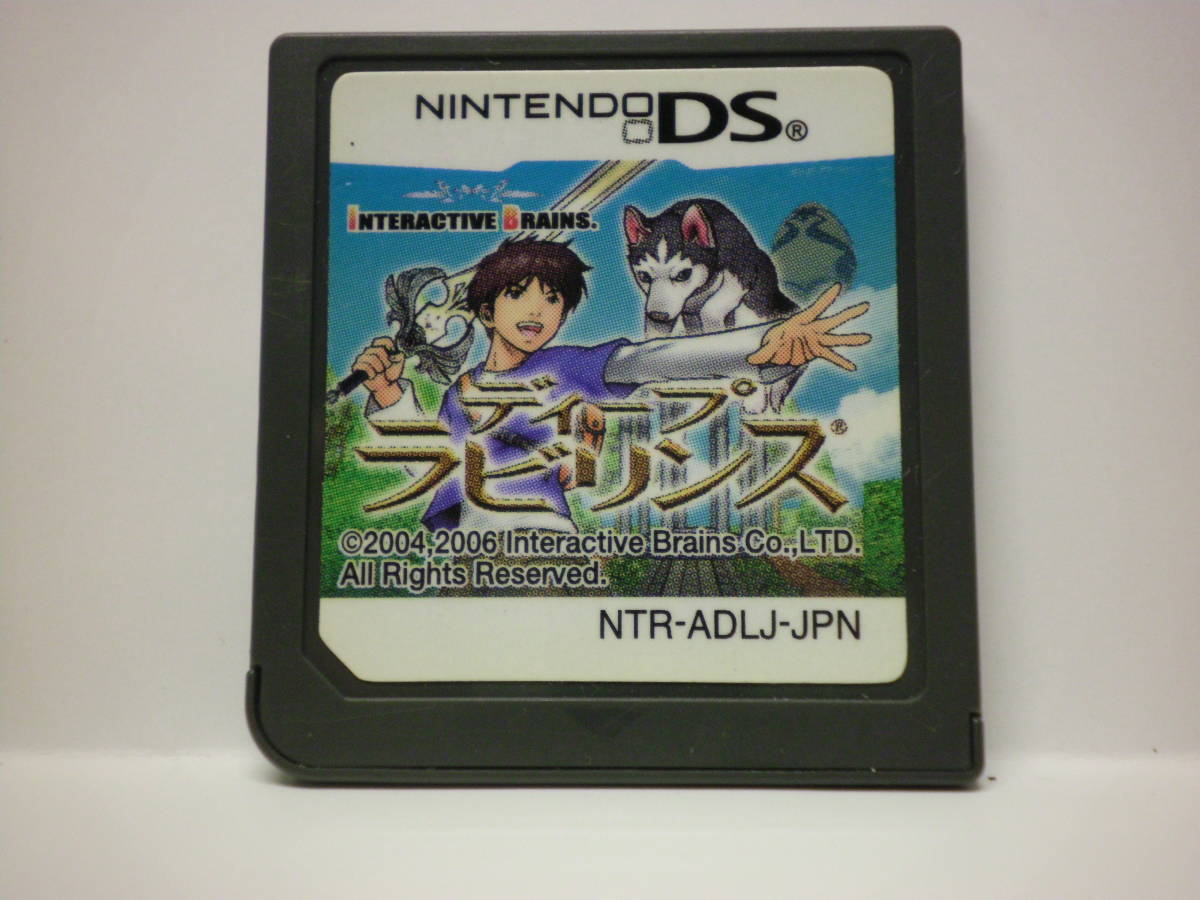 NINTENDO DS®
INTERACTIVE BRAINS.
ディープ
ラビリンス®
©2004,2006 Interactive Brains Co.,LTD.
All Rights Reserved.
NTR-ADLJ-JPN